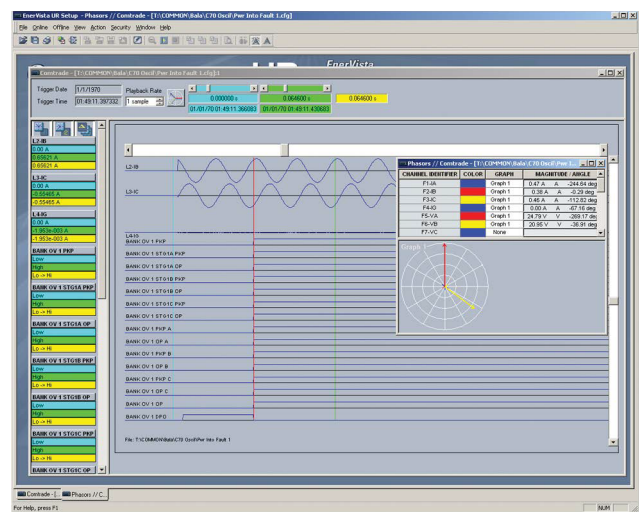 EnerVista UR Setup - Phasors // Comtrade - [T:\COMMON\Bala\C70 Oscil\Pwr Into Fault 1.cfg]
File Online Offline View Action Security Window Help
EnerVista
Comtrade - [T:\COMMON\Bala\C70 Oscil\Pwr Into Fault 1.cfg]:1
Trigger Date 1/1/1970 Playback Rate
Trigger Time 01:49:11.397332 1 sample
0.000000 s 0.064600 s 0.064600 s
01/01/70 01:49:11.366083 01/01/70 01:49:11.430683
L2-IB
0.00 A
0.65621 A
0.65621 A
L3-IC
0.00 A
-0.55465 A
-0.55465 A
L4-IG
0.00 A
-1.953e-003 A
-1.953e-003 A
BANK OV 1 PKP
Low
High
Lo -> Hi
BANK OV 1 STG1A PKP
Low
High
Lo -> Hi
BANK OV 1 STG1A OP
Low
High
Lo -> Hi
BANK OV 1 STG1B PKP
Low
High
Lo -> Hi
BANK OV 1 STG1B OP
Low
High
Lo -> Hi
BANK OV 1 STG1C PKP
Low
High
Lo -> Hi
BANK OV 1 STG1C OP
L2-IB
L3-IC
L4-IG
BANK OV 1 PKP
BANK OV 1 STG1A PKP
BANK OV 1 STG1A OP
BANK OV 1 STG1B PKP
BANK OV 1 STG1B OP
BANK OV 1 STG1C PKP
BANK OV 1 STG1C OP
BANK OV 1 PKP A
BANK OV 1 OP A
BANK OV 1 PKP B
BANK OV 1 OP B
BANK OV 1 PKP C
BANK OV 1 OP C
BANK OV 1 OP
BANK OV 1 DPO
File: T:\COMMON\Bala\C70 Oscil\Pwr Into Fault 1
Phasors // Comtrade - [T:\COMMON\Bala\C70 Oscil\Pwr I...
CHANNEL IDENTIFIER COLOR GRAPH MAGNITUDE / ANGLE
F1-IA Graph 1 0.47 A A -244.64 deg
F2-IB Graph 1 0.38 A A -0.29 deg
F3-IC Graph 1 0.46 A A -112.82 deg
F4-IG Graph 1 0.00 A A -67.16 deg
F5-VA Graph 1 24.79 V V -269.17 deg
F6-VB Graph 1 20.95 V V -36.91 deg
F7-VC None
Graph 1
Comtrade - [... Phasors // C...
For Help, press F1 NUM